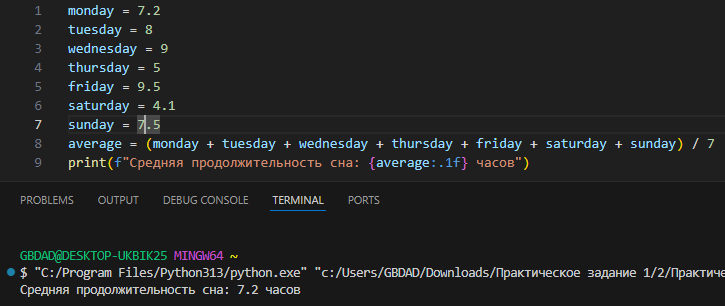 1 monday = 7.2
2 tuesday = 8
3 wednesday = 9
4 thursday = 5
5 friday = 9.5
6 saturday = 4.1
7 sunday = 7.5
8 average = (monday + tuesday + wednesday + thursday + friday + saturday + sunday) / 7
9 print(f"Средняя продолжительность сна: {average:.1f} часов")
PROBLEMS OUTPUT DEBUG CONSOLE TERMINAL PORTS
GBDAD@DESKTOP-UKBIK25 MINGW64 ~
$ "C:/Program Files/Python313/python.exe" "c:/Users/GBDAD/Downloads/Практическое задание 1/2/Практиче
Средняя продолжительность сна: 7.2 часов